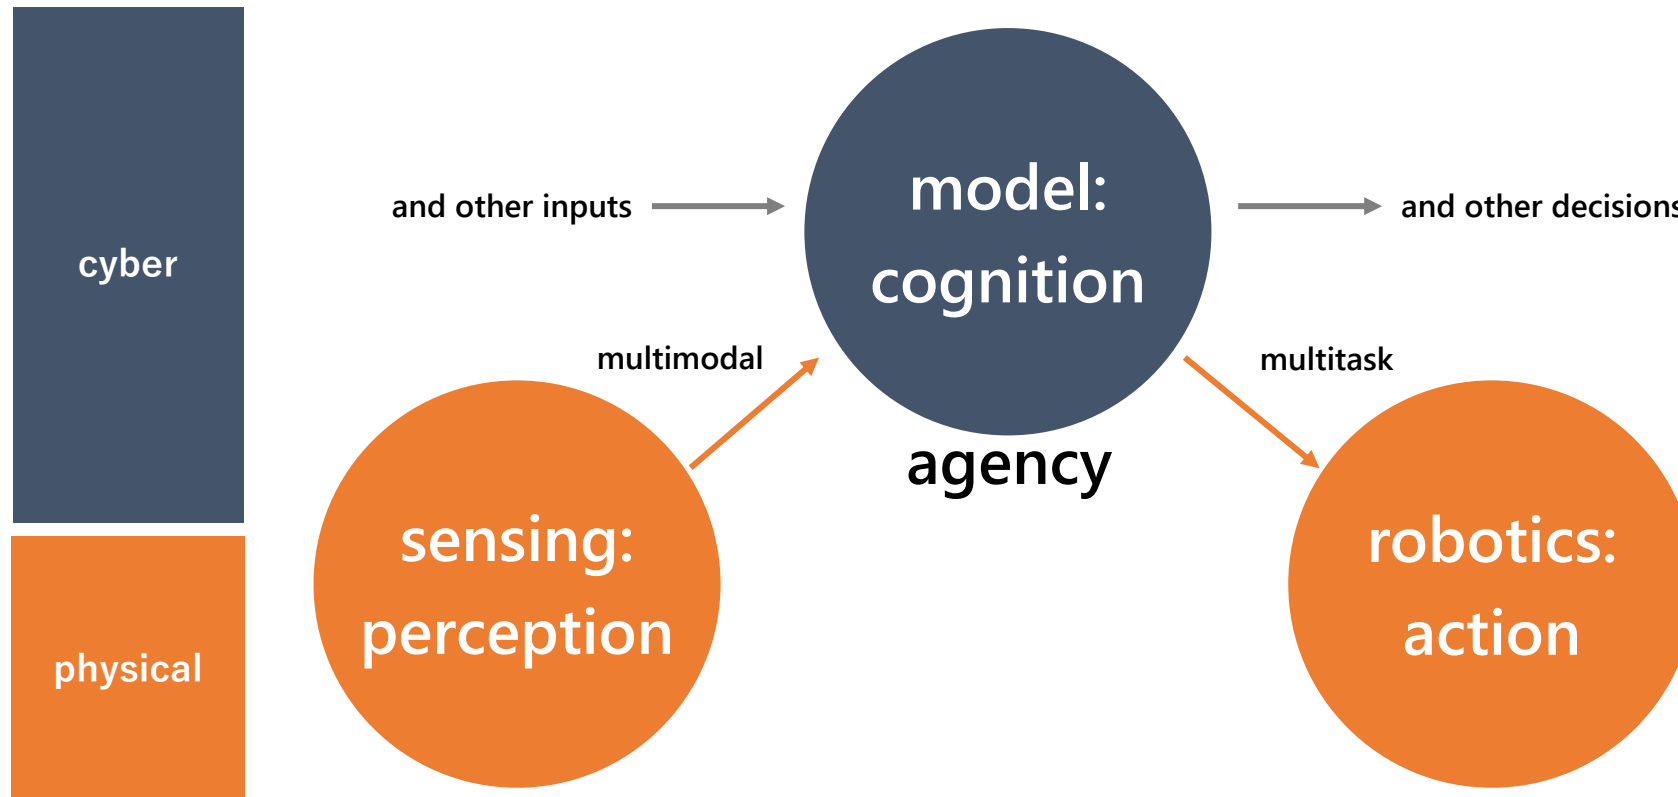 cyber
physical
and other inputs
model:
cognition
and other decisions
multimodal
multitask
agency
sensing:
perception
robotics:
action